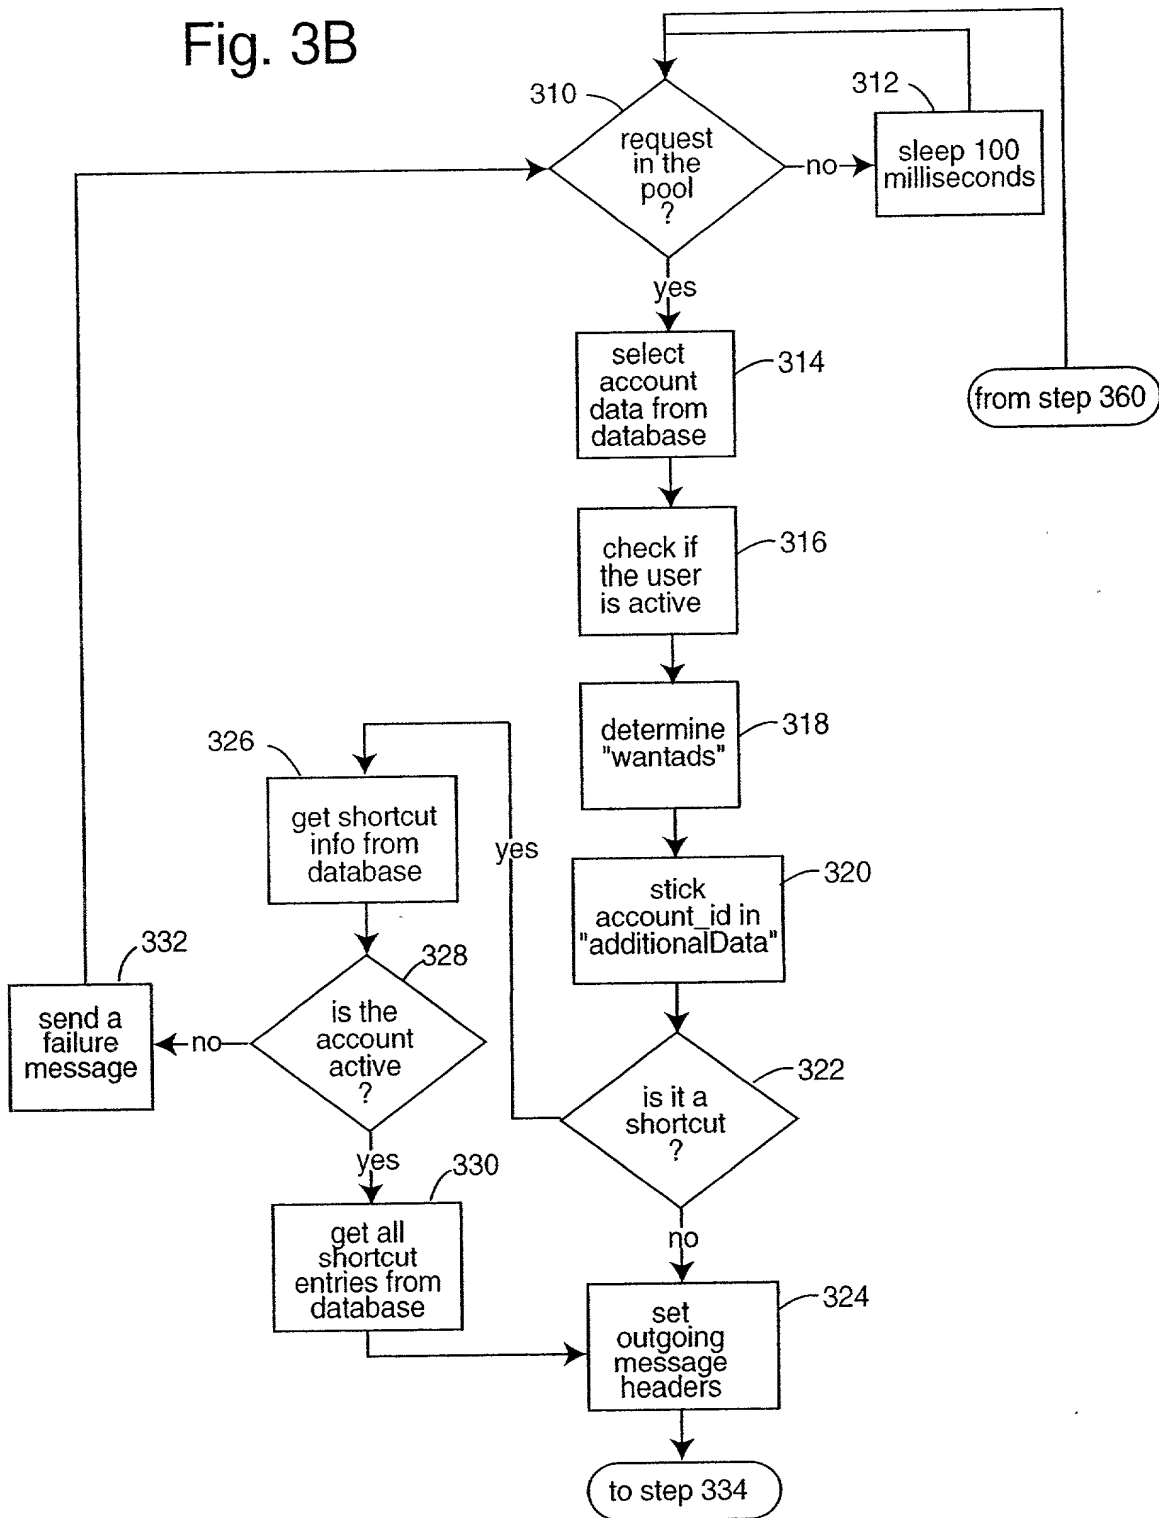 Fig. 3B
310
request
in the
pool
?
no
312
sleep 100
milliseconds
yes
select
account
data from
database
314
from step 360
check if
the user
is active
316
determine
"wantads"
318
326
get shortcut
info from
database
yes
stick
account_id in
"additionalData"
320
332
send a
failure
message
no
328
is the
account
active
?
322
is it a
shortcut
?
yes
330
get all
shortcut
entries from
database
no
set
outgoing
message
headers
324
to step 334